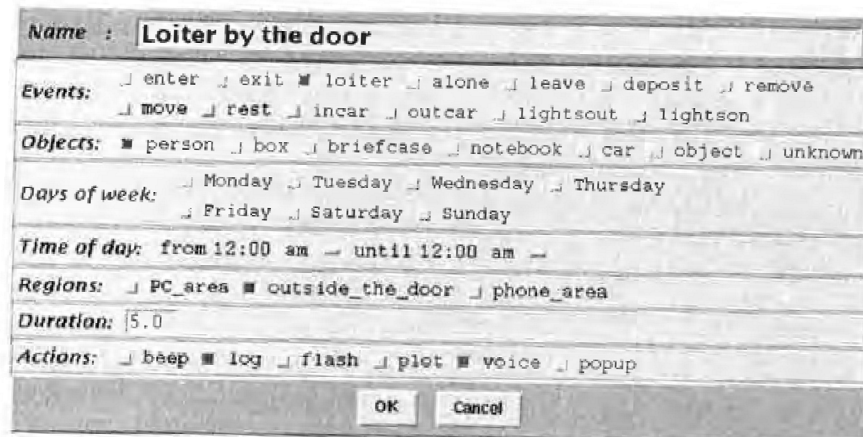 Name : Loiter by the door
Events: enter exit loiter alone leave deposit remove
move rest incar outcar lightsout lightson
Objects: person box briefcase notebook car object unknown
Days of week: Monday Tuesday Wednesday Thursday
Friday Saturday Sunday
Time of day: from 12:00 am until 12:00 am
Regions: PC_area outside_the_door phone_area
Duration: 5.0
Actions: beep log flash plot voice popup
OK Cancel